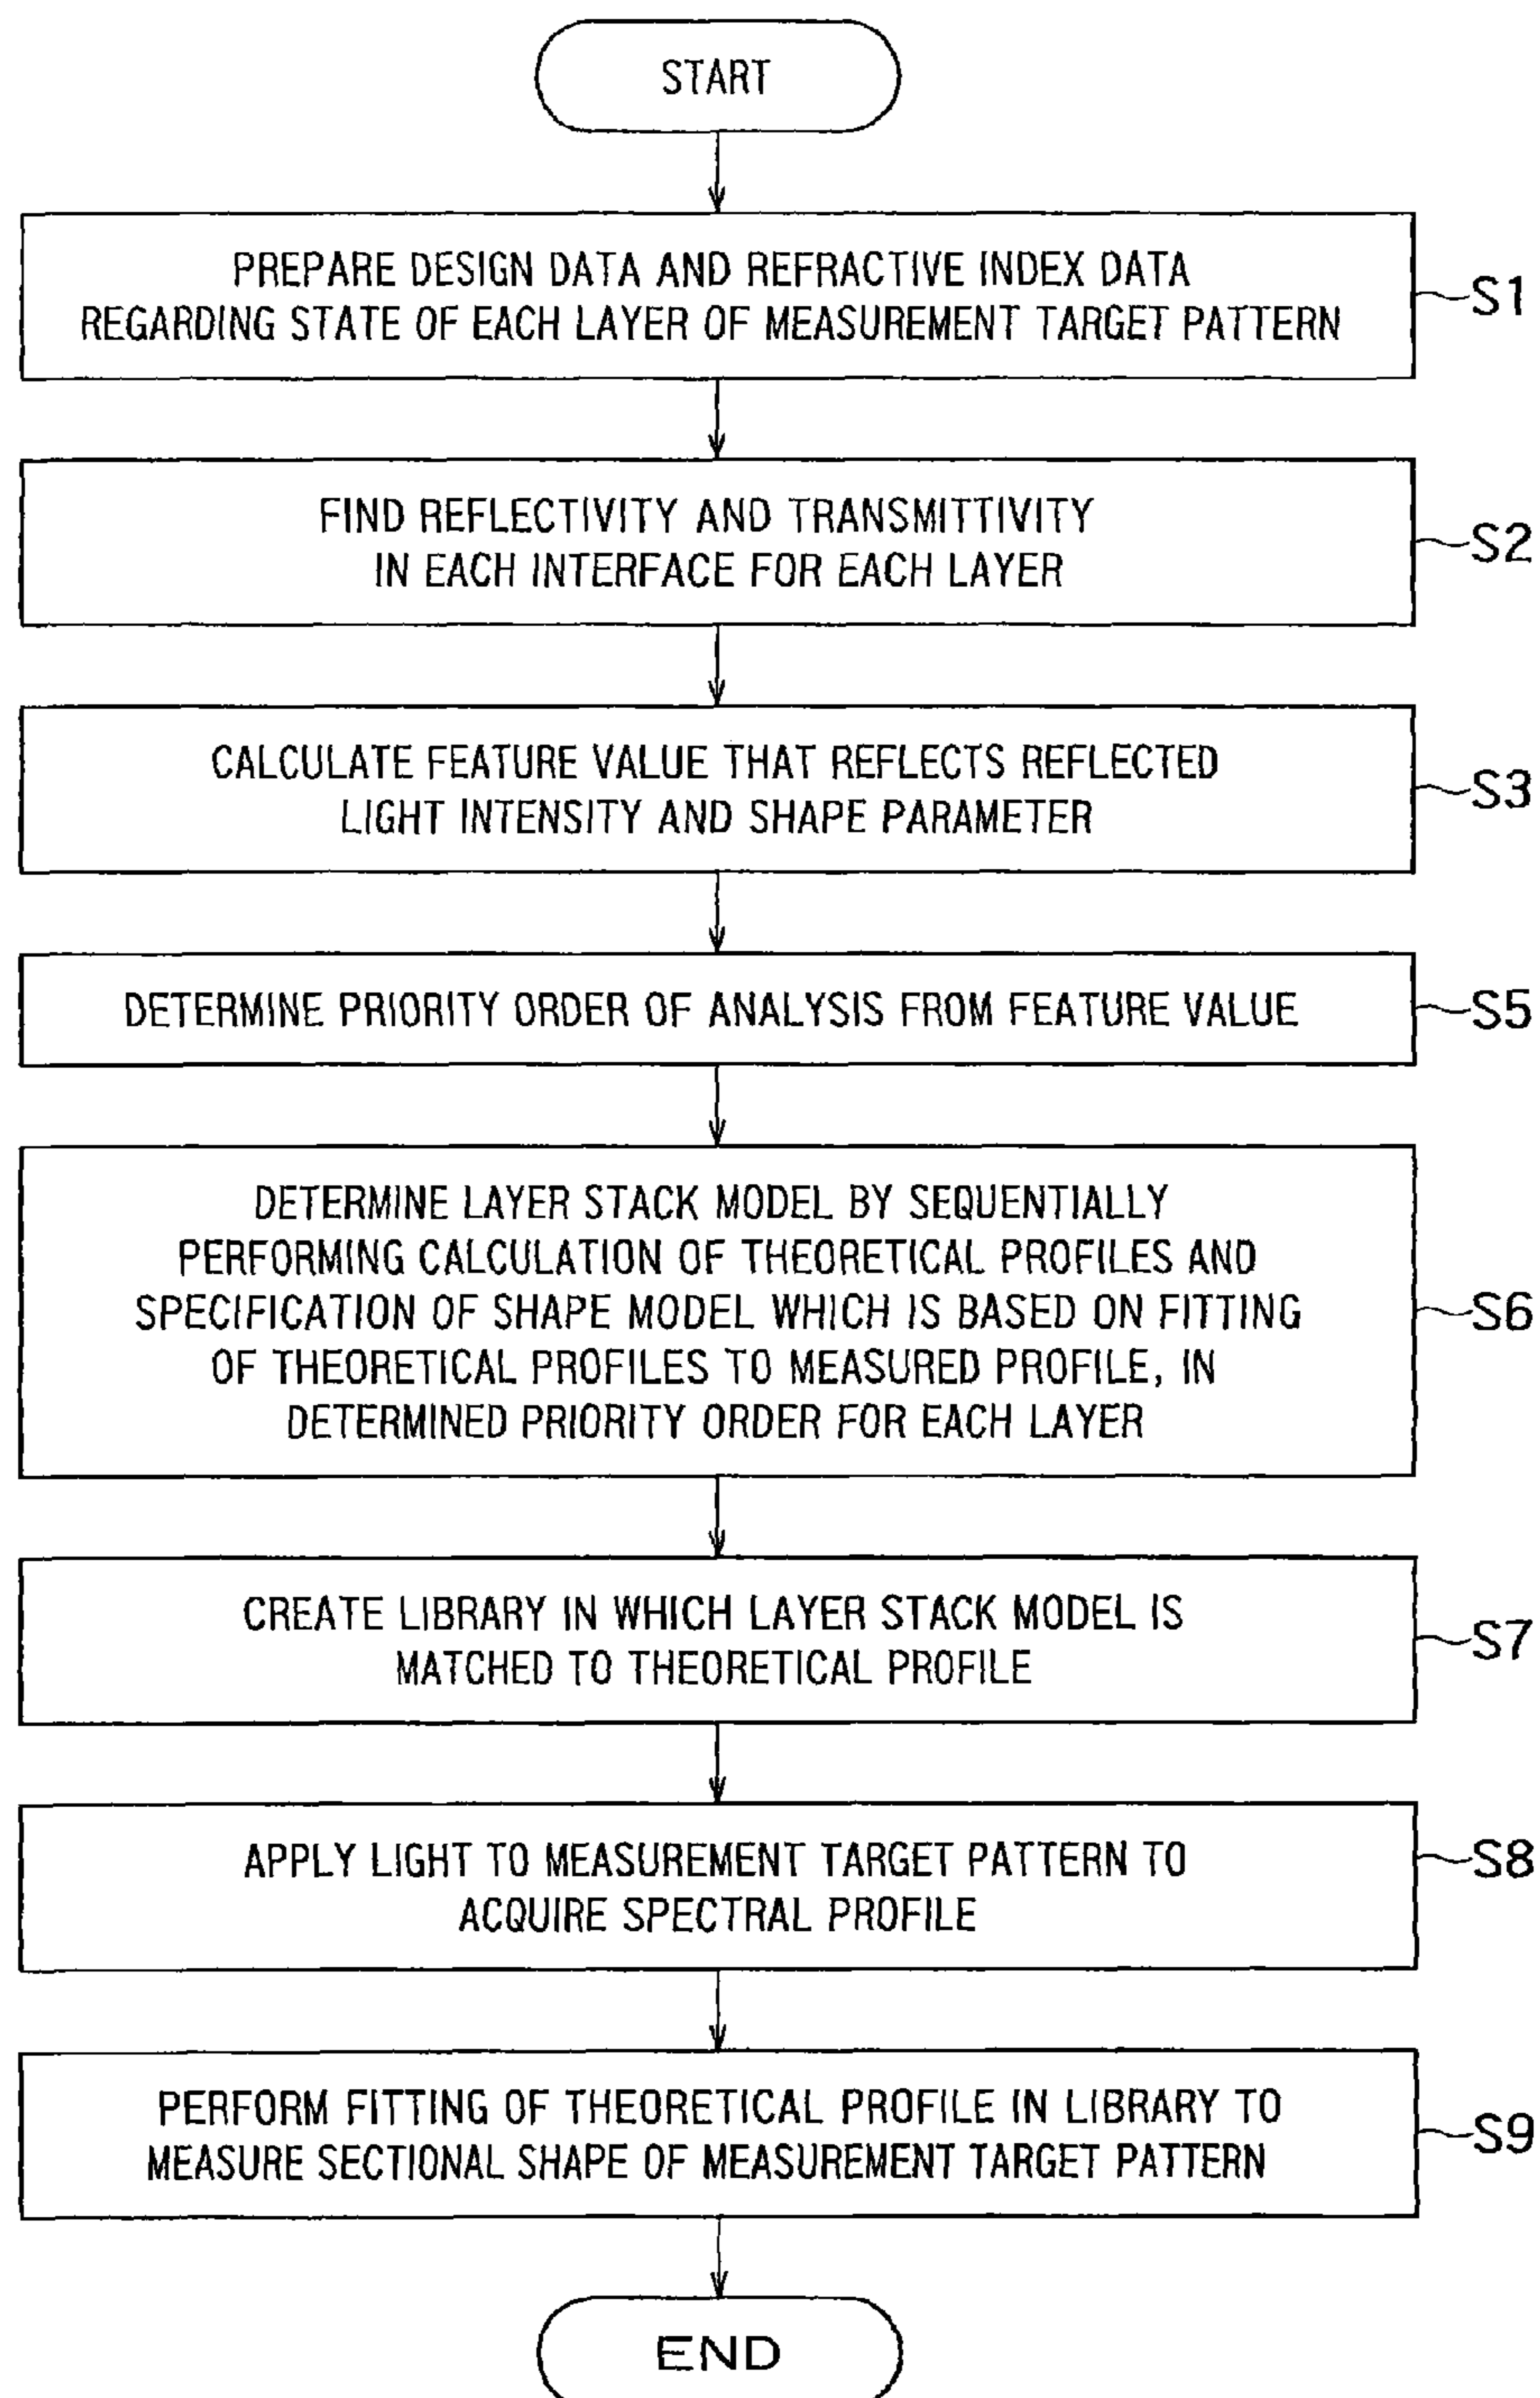 START
PREPARE DESIGN DATA AND REFRACTIVE INDEX DATA
REGARDING STATE OF EACH LAYER OF MEASUREMENT TARGET PATTERN
S1
FIND REFLECTIVITY AND TRANSMITTIVITY
IN EACH INTERFACE FOR EACH LAYER
S2
CALCULATE FEATURE VALUE THAT REFLECTS REFLECTED
LIGHT INTENSITY AND SHAPE PARAMETER
S3
DETERMINE PRIORITY ORDER OF ANALYSIS FROM FEATURE VALUE
S5
DETERMINE LAYER STACK MODEL BY SEQUENTIALLY
PERFORMING CALCULATION OF THEORETICAL PROFILES AND
SPECIFICATION OF SHAPE MODEL WHICH IS BASED ON FITTING
OF THEORETICAL PROFILES TO MEASURED PROFILE, IN
DETERMINED PRIORITY ORDER FOR EACH LAYER
S6
CREATE LIBRARY IN WHICH LAYER STACK MODEL IS
MATCHED TO THEORETICAL PROFILE
S7
APPLY LIGHT TO MEASUREMENT TARGET PATTERN TO
ACQUIRE SPECTRAL PROFILE
S8
PERFORM FITTING OF THEORETICAL PROFILE IN LIBRARY TO
MEASURE SECTIONAL SHAPE OF MEASUREMENT TARGET PATTERN
S9
END